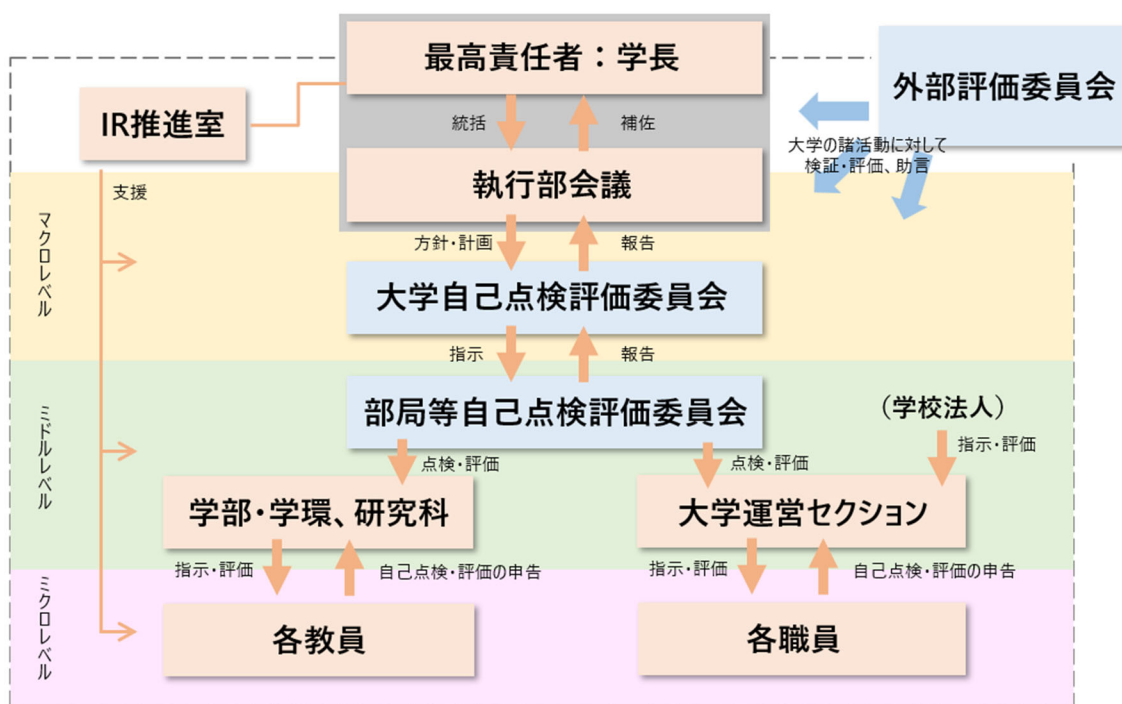 最高責任者：学長
外部評価委員会
IR推進室
統括
補佐
大学の諸活動に対して
検証・評価、助言
執行部会議
支援
マクロレベル
方針・計画
報告
大学自己点検評価委員会
指示
報告
ミドルレベル
部局等自己点検評価委員会
（学校法人）
点検・評価
点検・評価
指示・評価
学部・学環、研究科
大学運営セクション
指示・評価
自己点検・評価の申告
指示・評価
自己点検・評価の申告
ミクロレベル
各教員
各職員